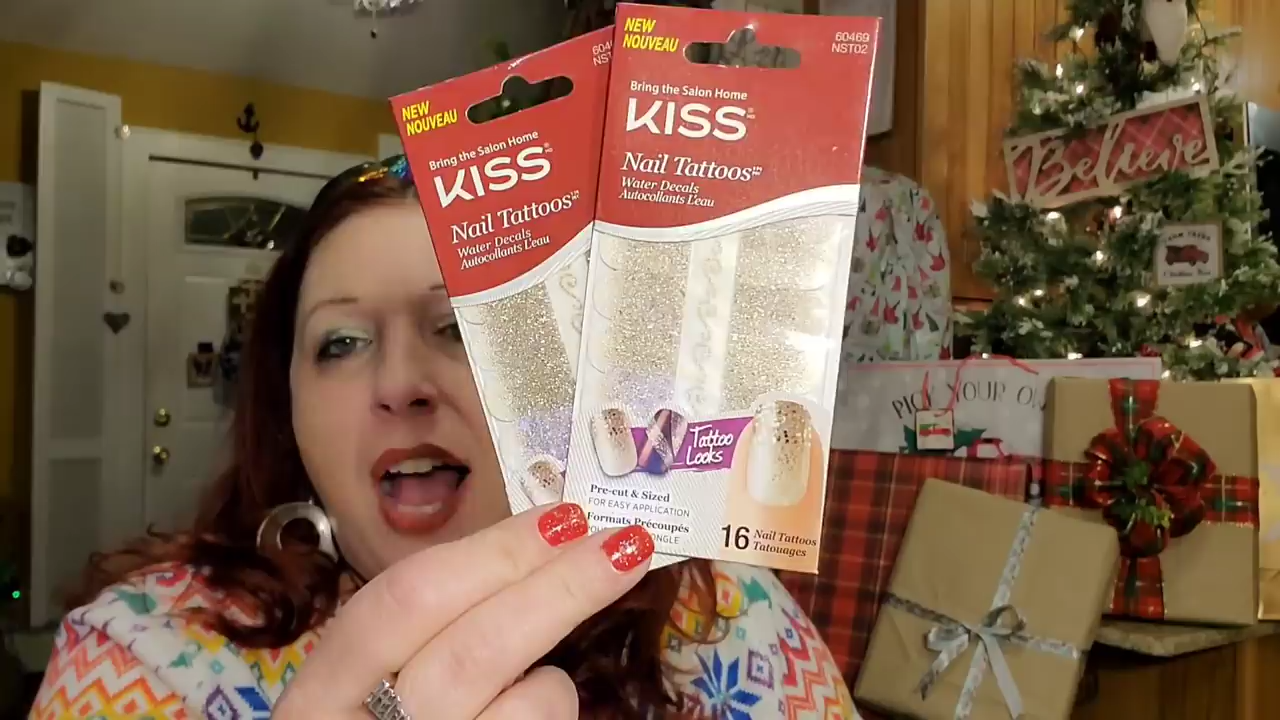 NEW
NOUVEAU
Bring the Salon Home
KISS
Nail Tattoos
Water Decals
Autocollants L'eau
NEW
NOUVEAU
60469
NST02
Bring the Salon Home
KISS
Nail Tattoos
Water Decals
Autocollants L'eau
Tattoo
Looks
Pre-cut & Sized
FOR EASY APPLICATION
Formats Précoupés
16 Nail Tattoos
Tatouages
Believe
PICK YOUR